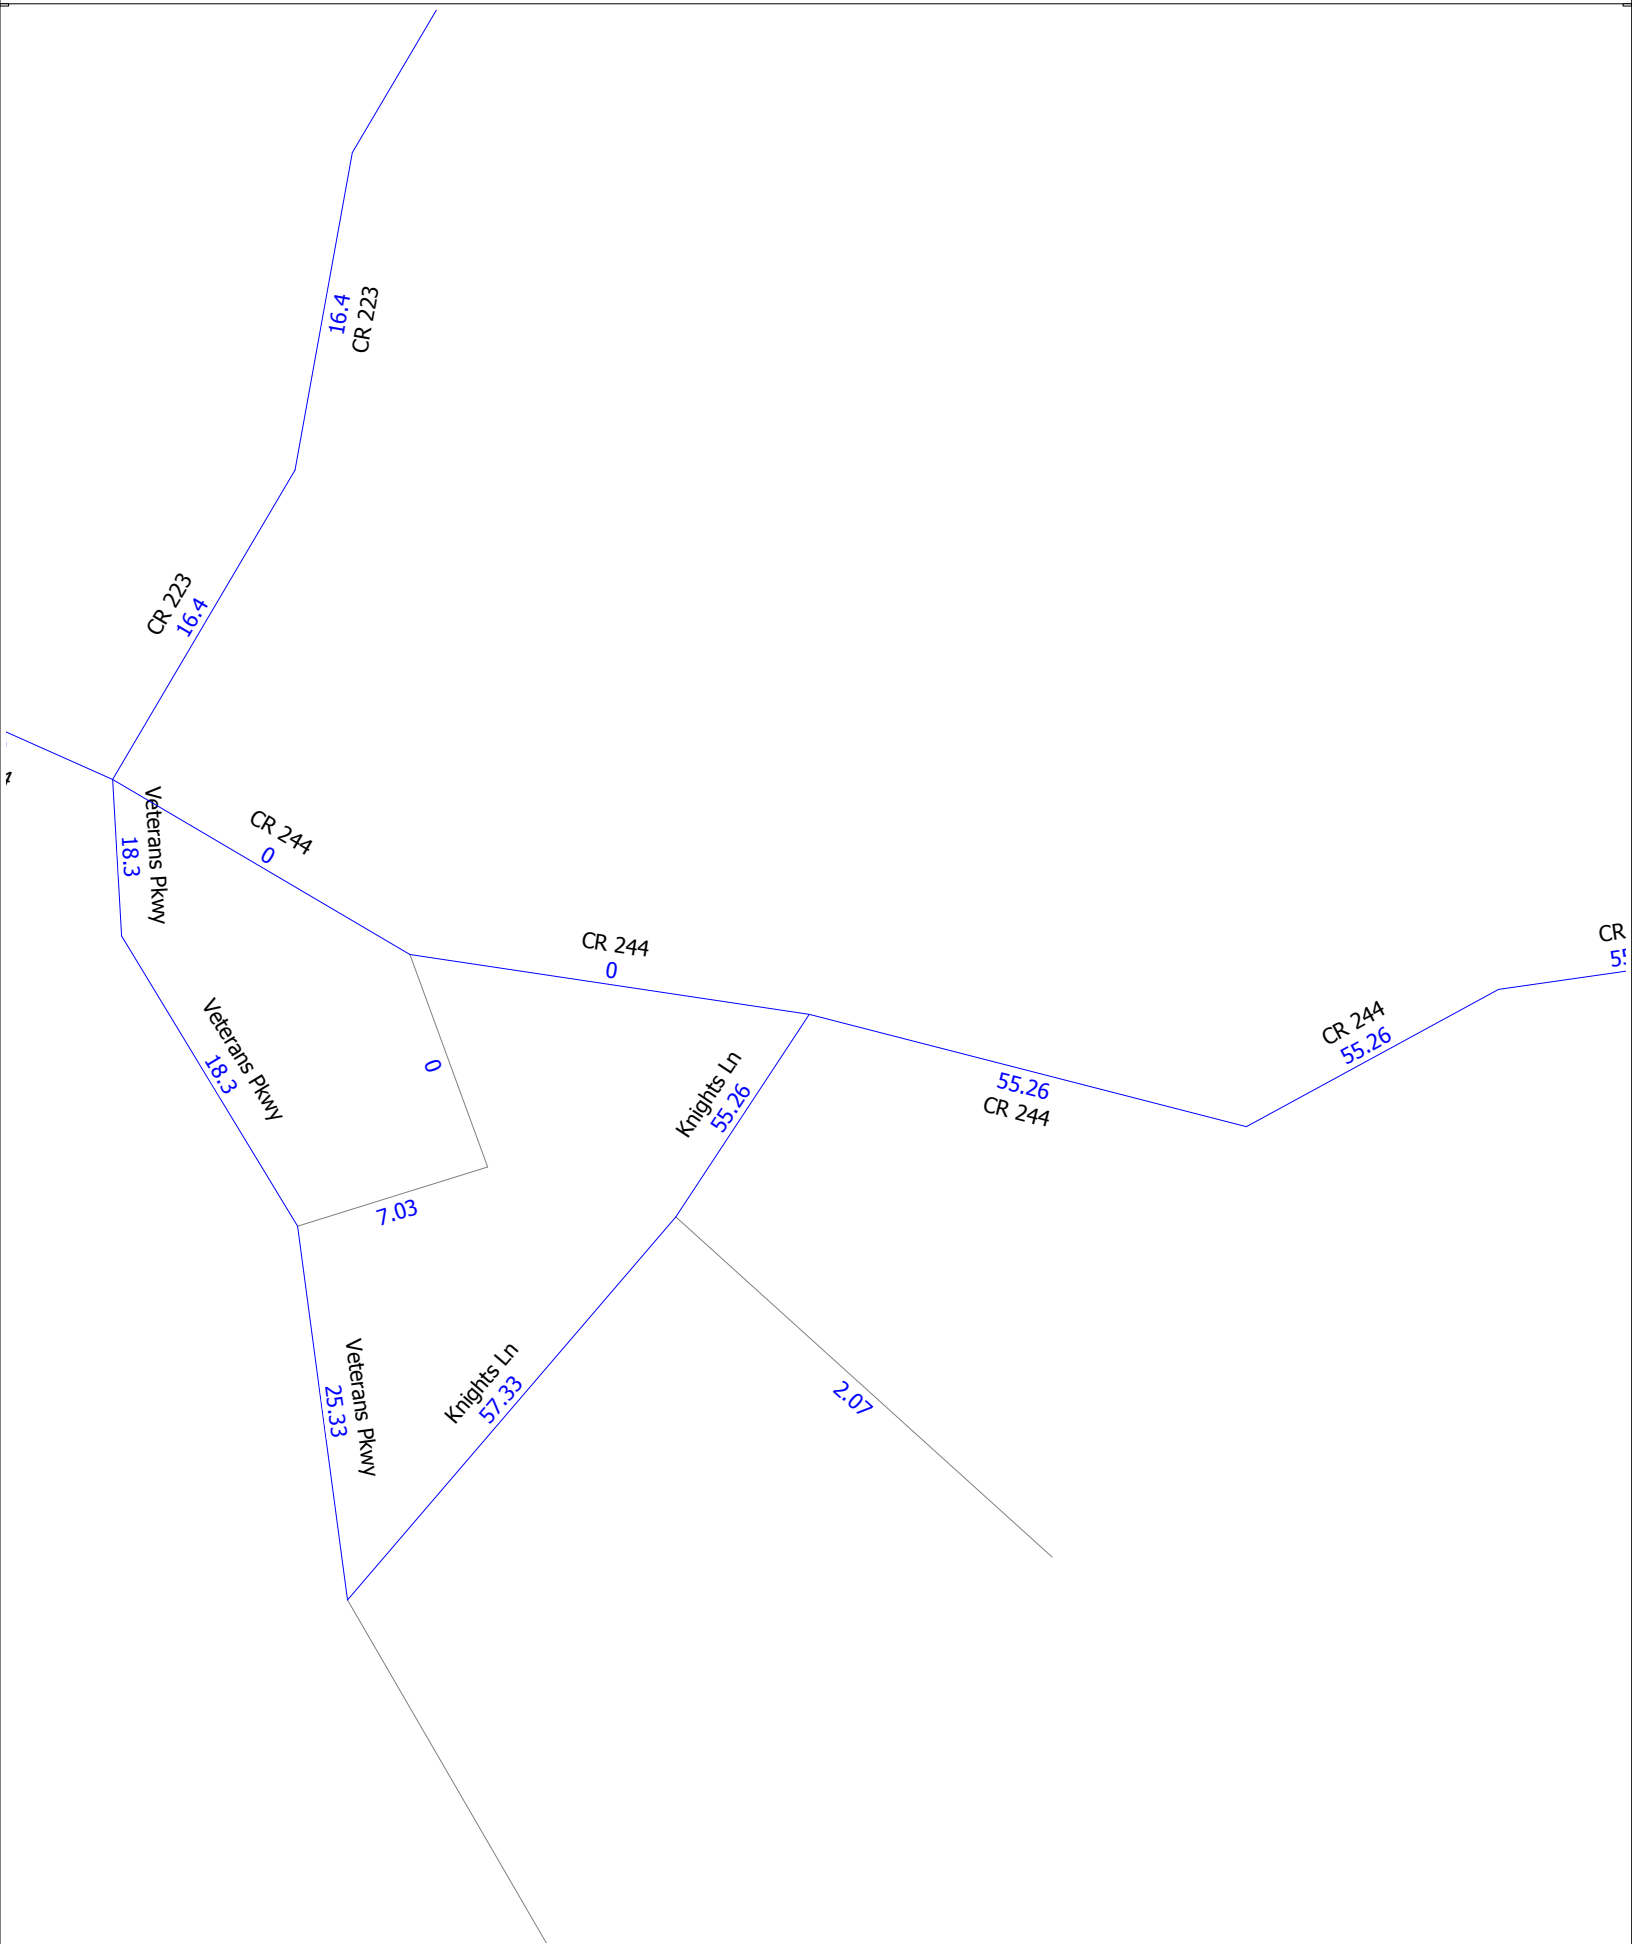 16.4
CR 223
CR 223
16.4
Veterans Pkwy
18.3
CR 244
0
CR 244
0
CR
Veterans Pkwy
18.3
0
Knights Ln
55.26
55.26
CR 244
CR 244
55.26
7.03
Veterans Pkwy
25.33
Knights Ln
57.33
2.07